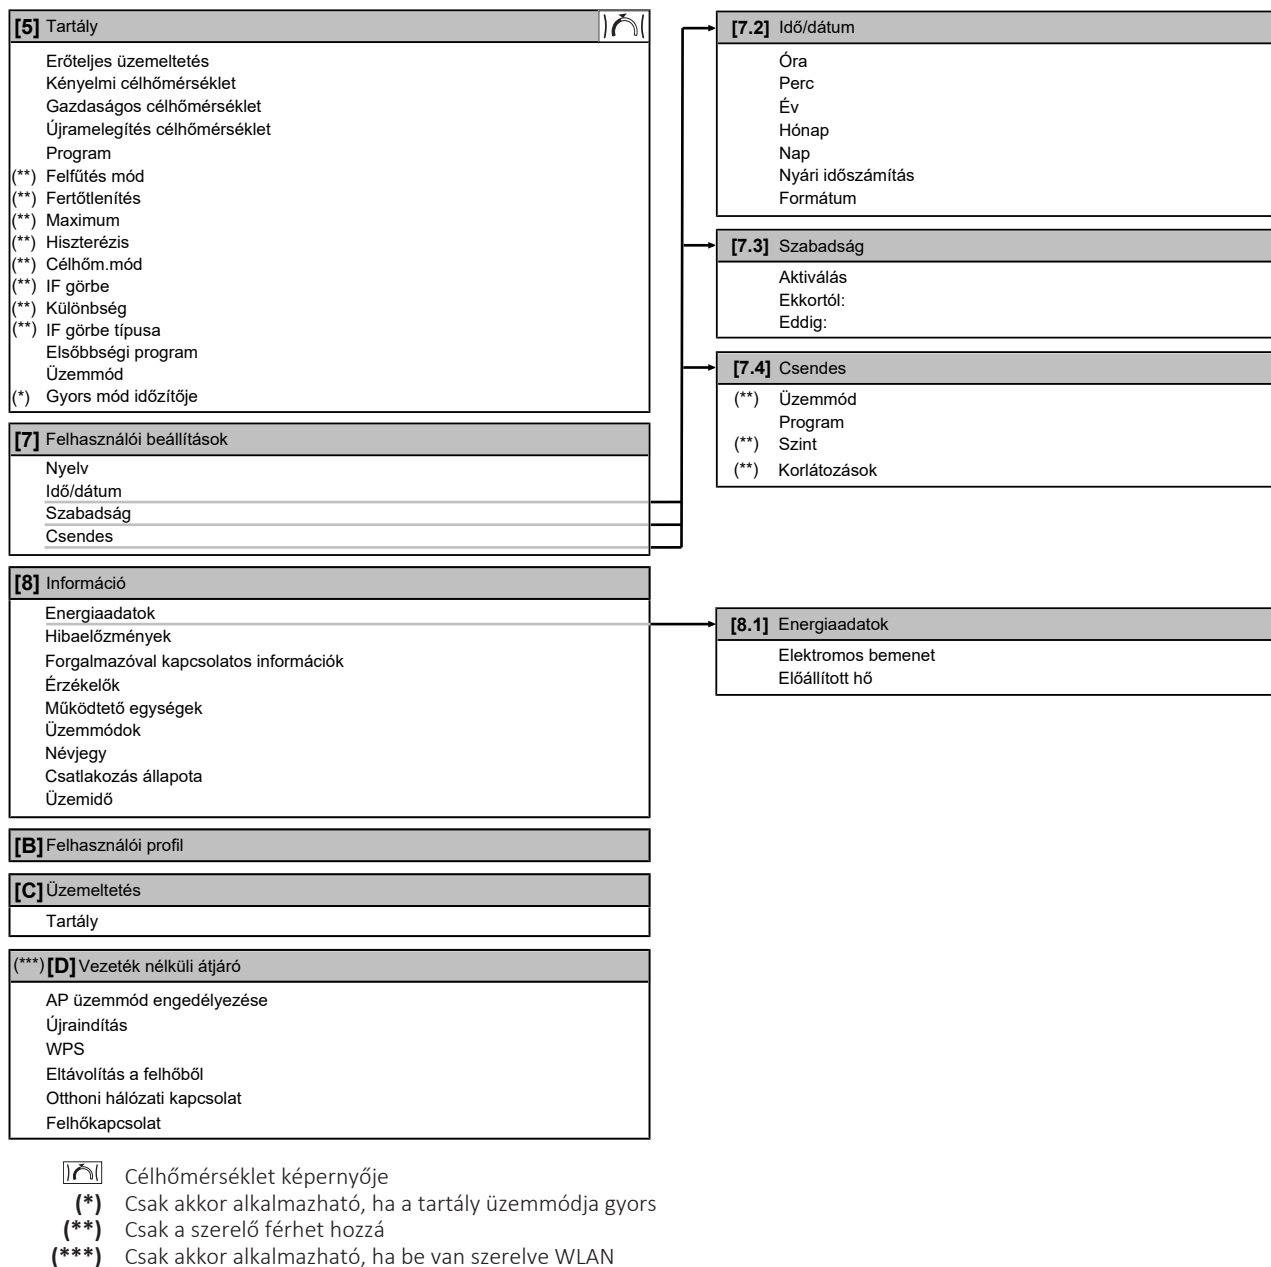 [5] Tartály
Erőteljes üzemeltetés
Kényelmi célhőmérséklet
Gazdaságos célhőmérséklet
Újramelegítés célhőmérséklet
Program
(**) Felfűtés mód
(**) Fertőtlenítés
(**) Maximum
(**) Hiszterézis
(**) Célhőm.mód
(**) IF görbe
(**) Különbség
(**) IF görbe típusa
Elsőbbségi program
Üzemmód
(*) Gyors mód időzítője
[7] Felhasználói beállítások
Nyelv
Idő/dátum
Szabadság
Csendes
[8] Információ
Energiaadatok
Hibaelőzmények
Forgalmazóval kapcsolatos információk
Érzékelők
Működtető egységek
Üzemmódok
Névjegy
Csatlakozás állapota
Üzemidő
[B] Felhasználói profil
[C] Üzemeltetés
Tartály
(***) [D] Vezeték nélküli átjáró
AP üzemmód engedélyezése
Újraindítás
WPS
Eltávolítás a felhőből
Otthoni hálózati kapcsolat
Felhőkapcsolat
[7.2] Idő/dátum
Óra
Perc
Év
Hónap
Nap
Nyári időszámítás
Formátum
[7.3] Szabadság
Aktiválás
Ekkortól:
Eddig:
[7.4] Csendes
(**) Üzemmód
Program
(**) Szint
(**) Korlátozások
[8.1] Energiaadatok
Elektromos bemenet
Előállított hő
Célhőmérséklet képernyője
(*) Csak akkor alkalmazható, ha a tartály üzemmódja gyors
(**) Csak a szerelő férhet hozzá
(***) Csak akkor alkalmazható, ha be van szerelve WLAN